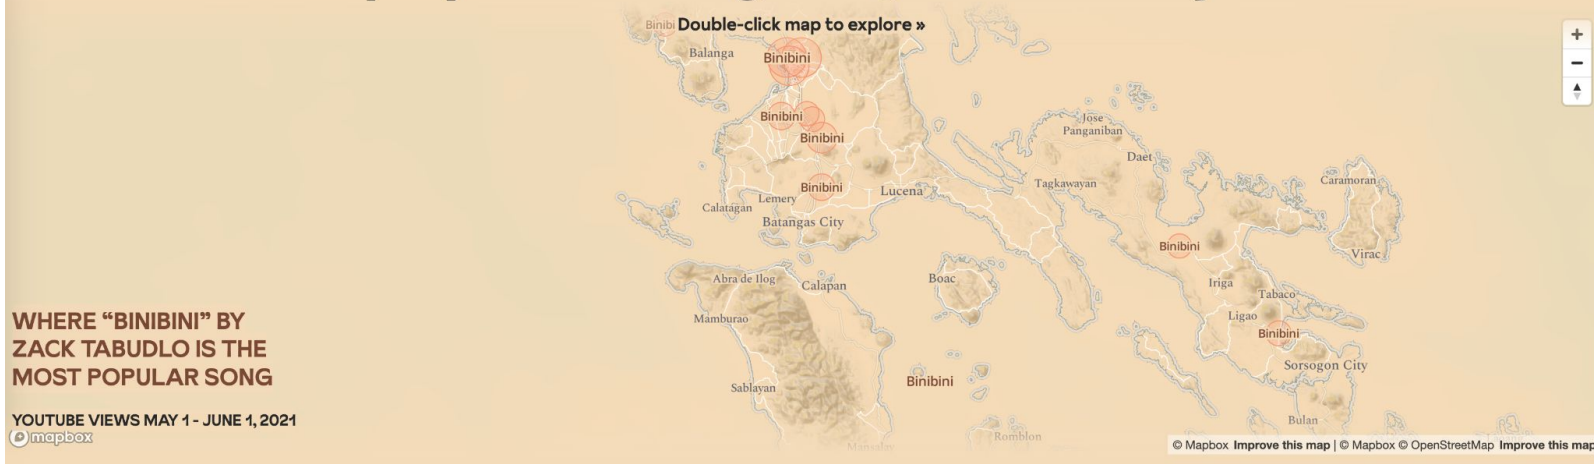 Double-click map to explore »
Binibi
Balanga
Binibini
Binibini
Binibini
Binibini
Lucena
Calatagan
Lemery
Batangas City
Jose
Panganiban
Daet
Tagkawayan
Caramoran
Virac
Binibini
Iriga
Tabaco
Ligao
Binibini
Sorsogon City
Bulan
Abra de Ilog
Calapan
Boac
Mamburao
Sablayan
Binibini
Mansalay
Romblon
WHERE “BINIBINI” BY
ZACK TABUDLO IS THE
MOST POPULAR SONG
YOUTUBE VIEWS MAY 1 - JUNE 1, 2021
mapbox
© Mapbox Improve this map | © Mapbox © OpenStreetMap Improve this map